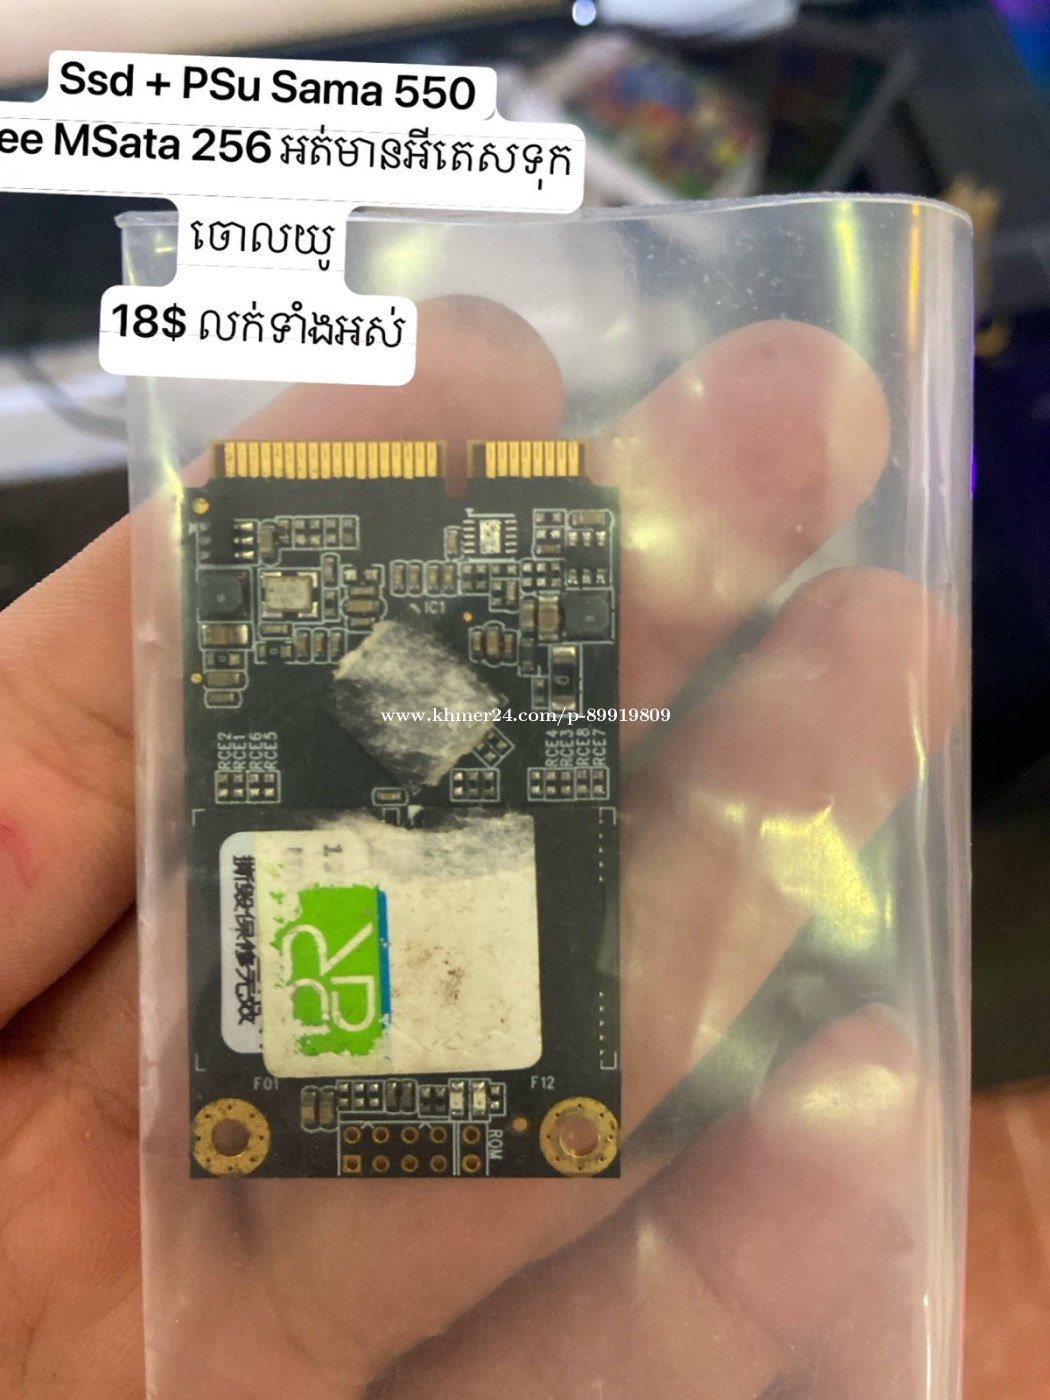 Ssd + PSu Sama 550
ee MSata 256 អត់មានអីតេសទុក
ចោលយូ
18$ លក់ទាំងអស់
IC1
www.khmer24.com/p-89919809
RCE2
RCE1
RCE6
RCE5
RCE4
RCE3
RCE8
RCE7
F01
F12
ROM